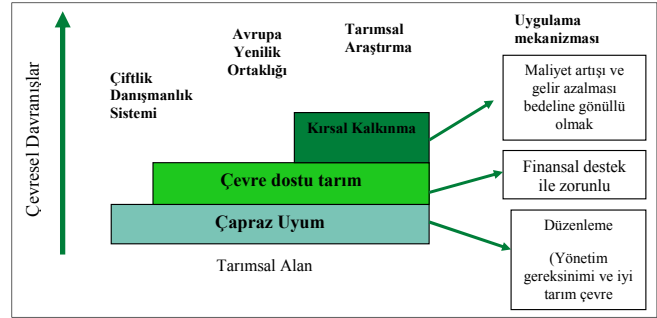 Çevresel Davranışlar
Çiftlik
Danışmanlık
Sistemi
Avrupa
Yenilik
Ortaklığı
Tarımsal
Araştırma
Uygulama
mekanizması
Kırsal Kalkınma
Çevre dostu tarım
Çapraz Uyum
Tarımsal Alan
Maliyet artışı ve
gelir azalması
bedeline gönüllü
olmak
Finansal destek
ile zorunlu
Düzenleme
(Yönetim
gereksinimi ve iyi
tarım çevre